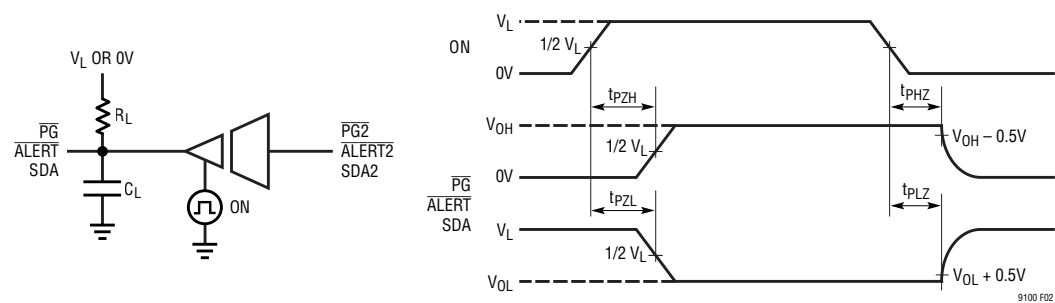 V_L OR 0V
R_L
PG
ALERT
SDA
C_L
PG2
ALERT2
SDA2
ON
ON
V_L
1/2 V_L
0V
t_PZH
t_PHZ
V_OH
1/2 V_L
V_OH – 0.5V
0V
PG
ALERT
SDA
t_PZL
t_PLZ
V_L
1/2 V_L
V_OL
V_OL + 0.5V
9100 F02